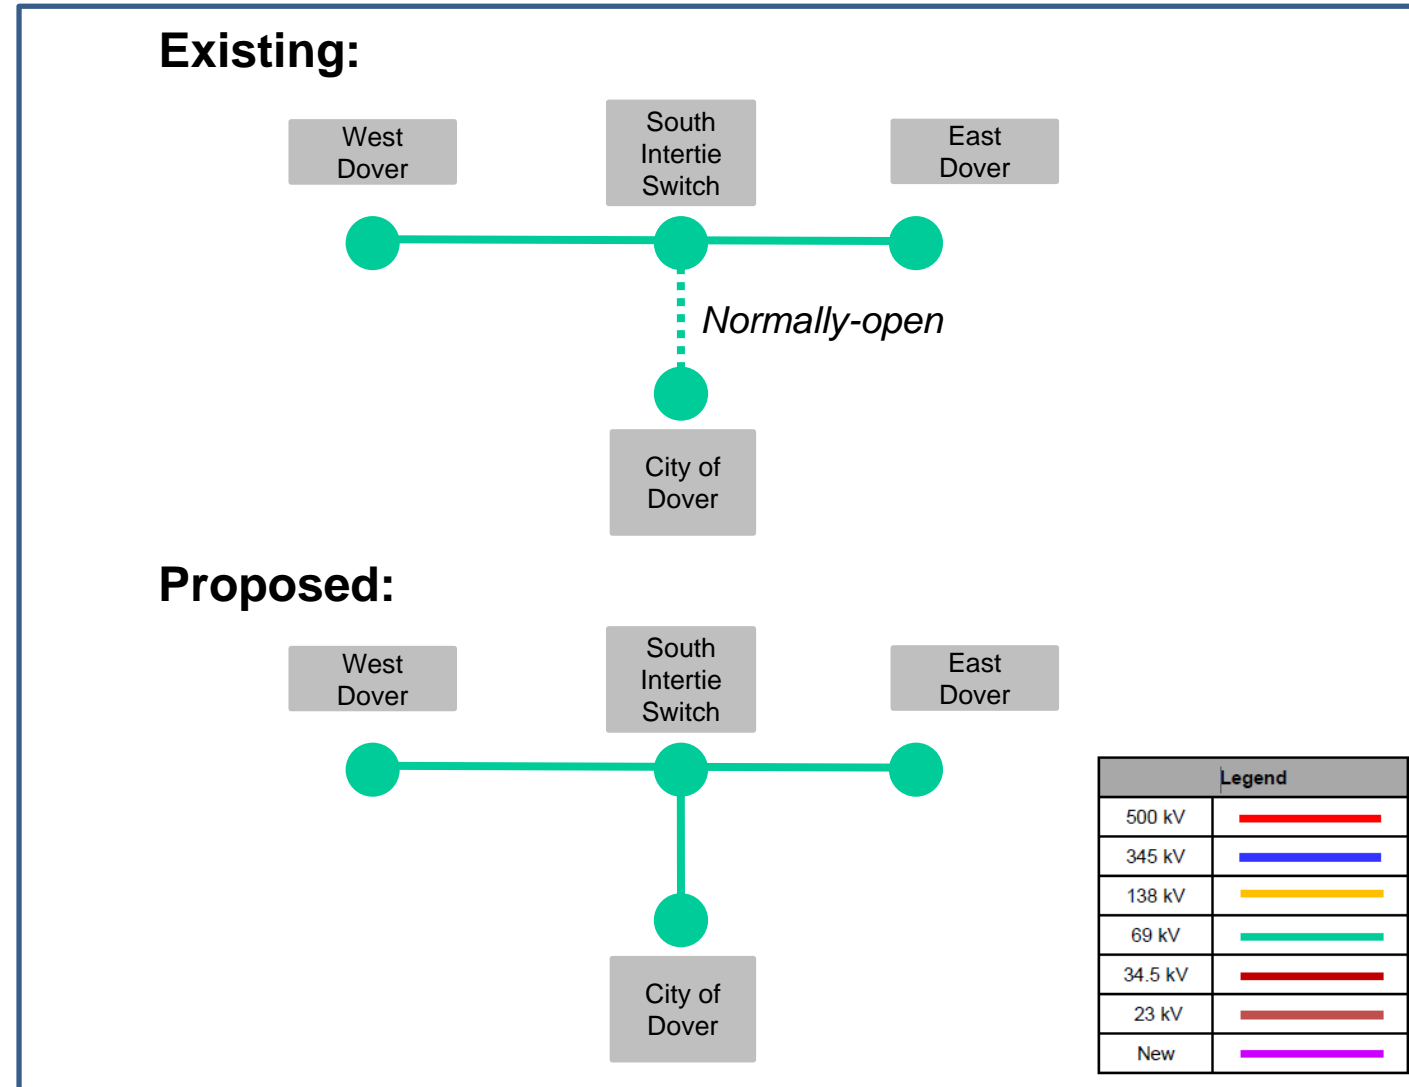 Existing:
West
Dover
South
Intertie
Switch
East
Dover
Normally-open
City of
Dover
Proposed:
West
Dover
South
Intertie
Switch
East
Dover
City of
Dover
Legend
500 kV
345 kV
138 kV
69 kV
34.5 kV
23 kV
New